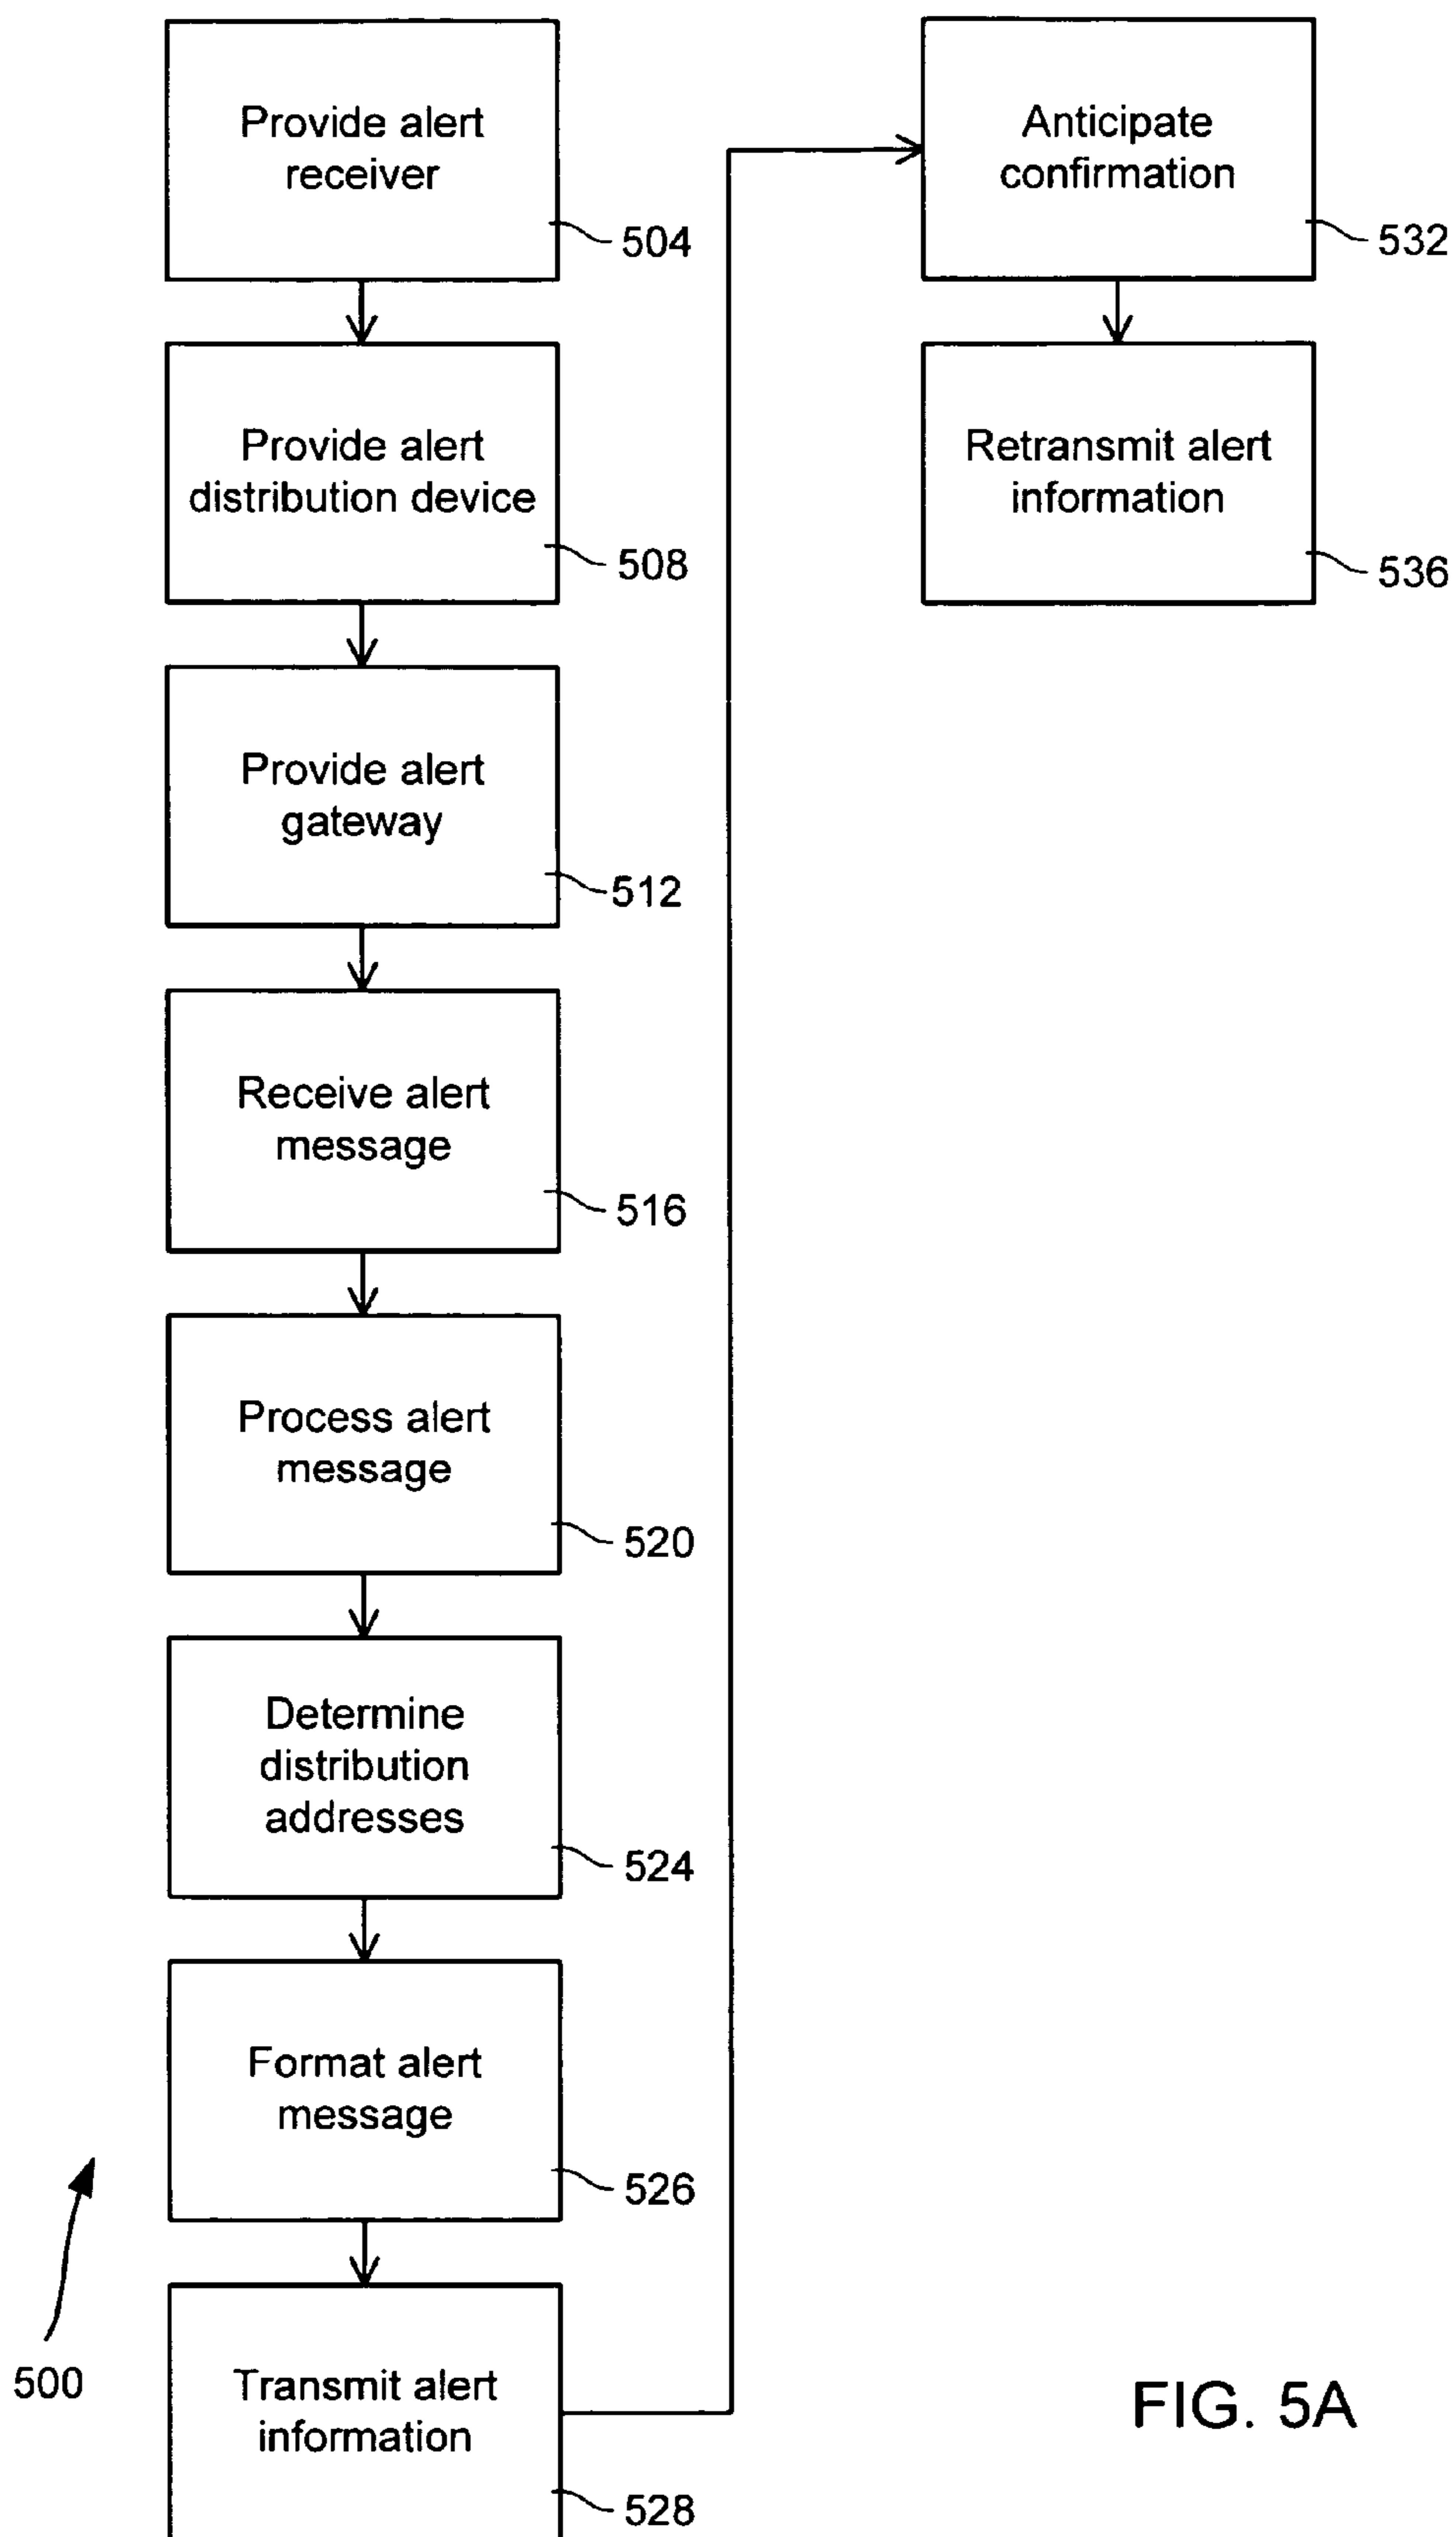 Provide alert
receiver
504
Provide alert
distribution device
508
Provide alert
gateway
512
Receive alert
message
516
Process alert
message
520
Determine
distribution
addresses
524
Format alert
message
526
Transmit alert
information
528
Anticipate
confirmation
532
Retransmit alert
information
536
500
FIG. 5A